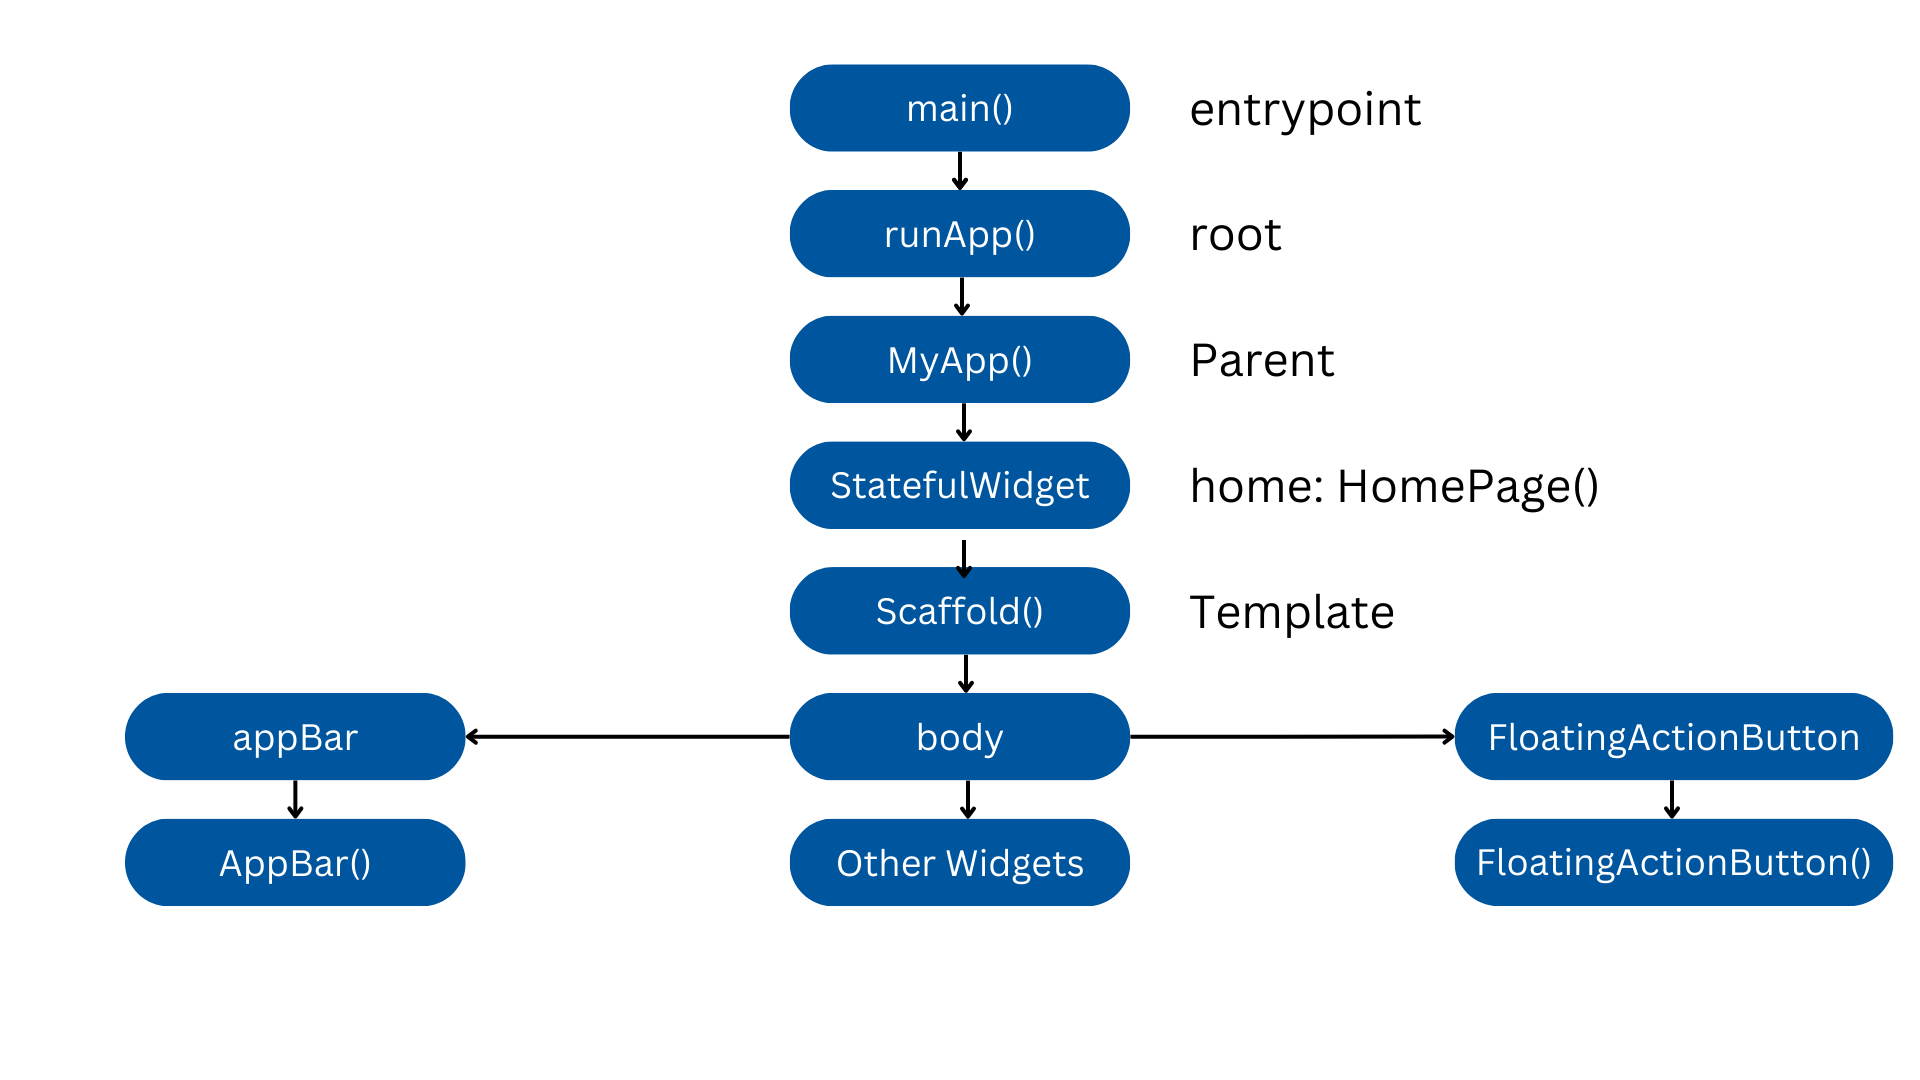 main()
entrypoint
runApp()
root
MyApp()
Parent
StatefulWidget
home: HomePage()
Scaffold()
Template
appBar
body
FloatingActionButton
AppBar()
Other Widgets
FloatingActionButton()